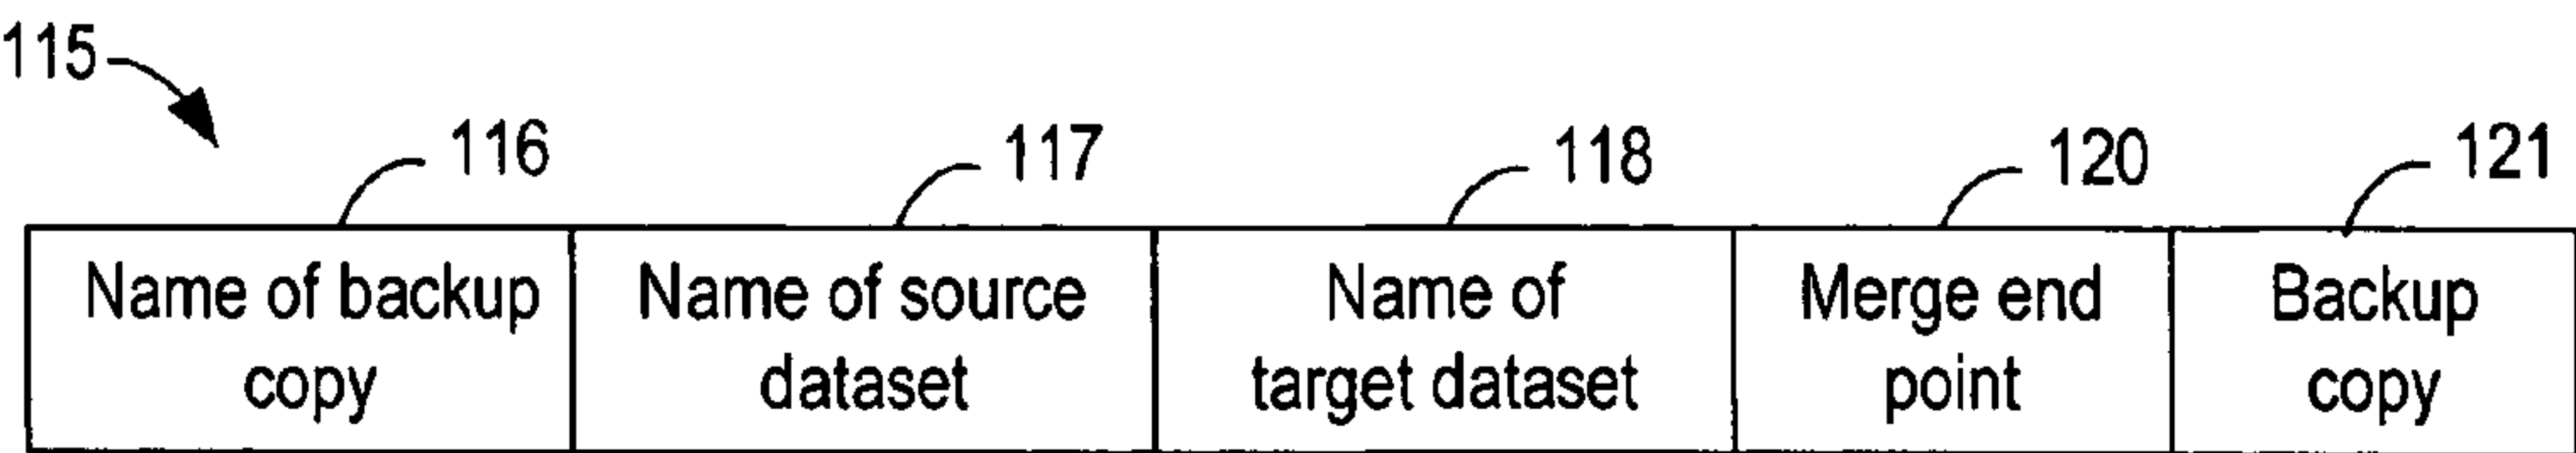 115
116
117
118
120
121
Name of backup
copy
Name of source
dataset
Name of
target dataset
Merge end
point
Backup
copy